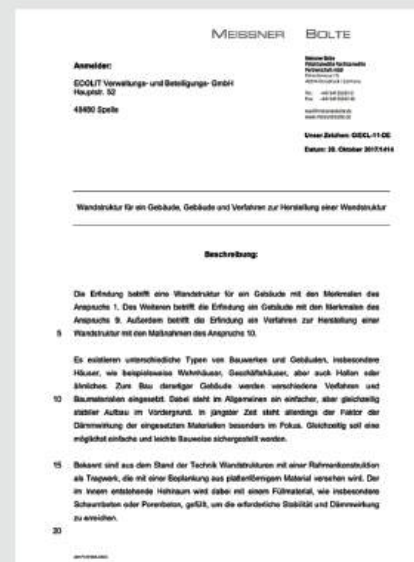 MEISSNER BOLTE
Anmelder:
ECOLIT Verwaltungs- und Beteiligungs- GmbH
Hauptstr. 52
48480 Spelle
Meissner Bolte
Patentanwälte Rechtsanwälte
Partnerschaft mbB
Unser Zeichen: GIEKL-11-DE
Datum: 20. Oktober 2017/1414
Wandstruktur für ein Gebäude, Gebäude und Verfahren zur Herstellung einer Wandstruktur
Beschreibung:
Die Erfindung betrifft eine Wandstruktur für ein Gebäude mit den Merkmalen des
Anspruchs 1. Des Weiteren betrifft die Erfindung ein Gebäude mit den Merkmalen des
Anspruchs 9. Außerdem betrifft die Erfindung ein Verfahren zur Herstellung einer
5 Wandstruktur mit den Maßnahmen des Anspruchs 10.
Es existieren unterschiedliche Typen von Bauwerken und Gebäuden, insbesondere
Häuser, wie beispielsweise Wohnhäuser, Geschäftshäuser, aber auch Hallen oder
ähnliches. Zum Bau derartiger Gebäude werden verschiedene Verfahren und
10 Baumaterialien eingesetzt. Dabei steht im Allgemeinen ein einfacher, aber gleichzeitig
stabiler Aufbau im Vordergrund. In jüngster Zeit steht allerdings der Faktor der
Dämmwirkung der eingesetzten Materialien besonders im Fokus. Gleichzeitig soll eine
möglichst einfache und leichte Bauweise sichergestellt werden.
15 Bekannt sind aus dem Stand der Technik Wandstrukturen mit einer Rahmenkonstruktion
als Tragwerk, die mit einer Beplankung aus plattenförmigem Material versehen wird. Der
im Innern entstehende Hohlraum wird dabei mit einem Füllmaterial, wie insbesondere
Schaumbeton oder Porenbeton, gefüllt, um die erforderliche Stabilität und Dämmwirkung
zu erreichen.
20